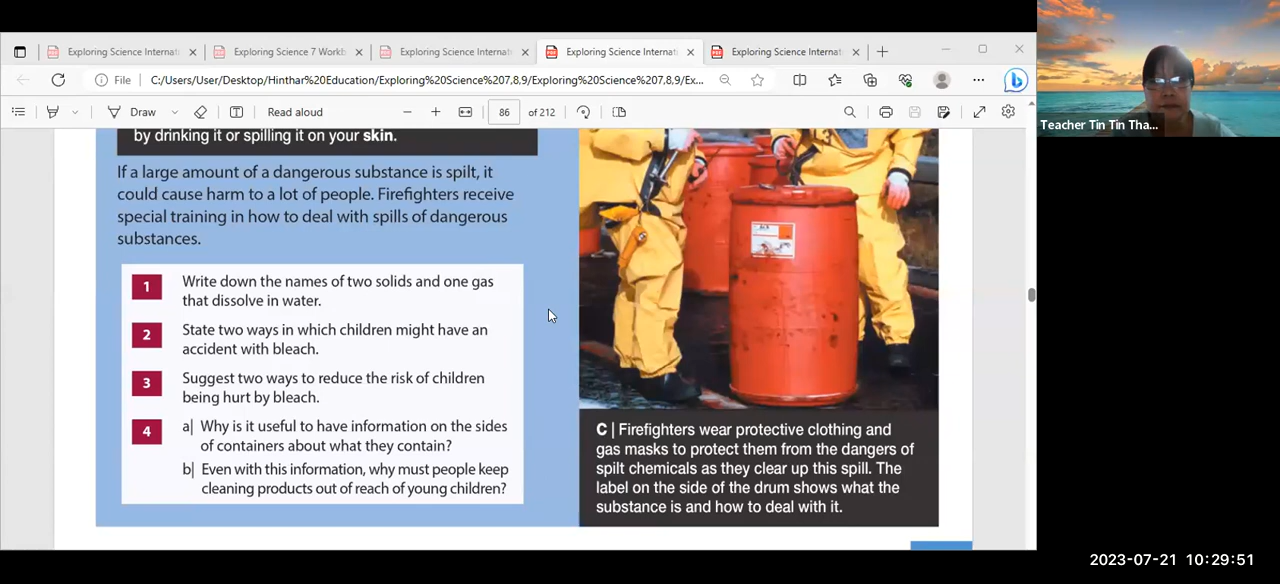 Exploring Science Internat
Exploring Science 7 Workb
Exploring Science Internat
Exploring Science Internat
Exploring Science Internat
File
C:/Users/User/Desktop/Hinthar%20Education/Exploring%20Science%207,8,9/Exploring%20Science%207,8,9/Ex...
Draw
Read aloud
86
of 212
Teacher Tin Tin Tha...
by drinking it or spilling it on your skin.
If a large amount of a dangerous substance is spilt, it
could cause harm to a lot of people. Firefighters receive
special training in how to deal with spills of dangerous
substances.
1 Write down the names of two solids and one gas
that dissolve in water.
2 State two ways in which children might have an
accident with bleach.
3 Suggest two ways to reduce the risk of children
being hurt by bleach.
4 a| Why is it useful to have information on the sides
of containers about what they contain?
b| Even with this information, why must people keep
cleaning products out of reach of young children?
C | Firefighters wear protective clothing and
gas masks to protect them from the dangers of
spilt chemicals as they clear up this spill. The
label on the side of the drum shows what the
substance is and how to deal with it.
2023-07-21 10:29:51